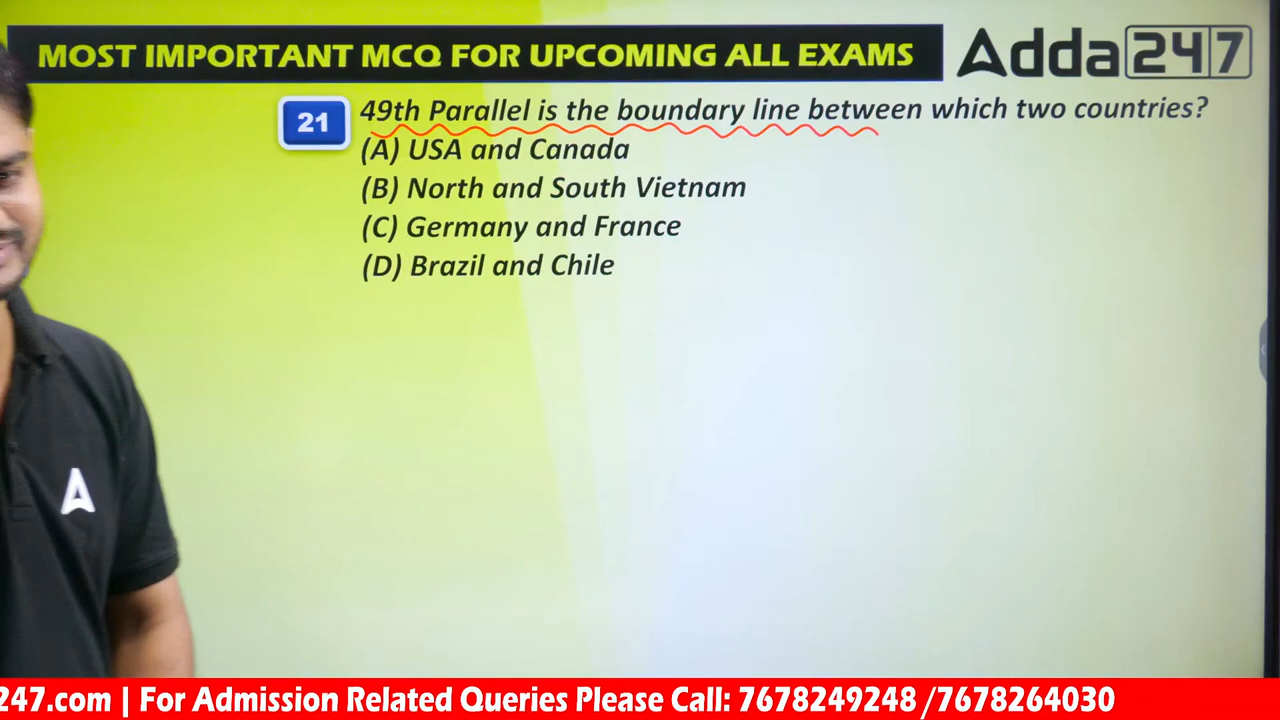 MOST IMPORTANT MCQ FOR UPCOMING ALL EXAMS
Adda247
21
49th Parallel is the boundary line between which two countries?
(A) USA and Canada
(B) North and South Vietnam
(C) Germany and France
(D) Brazil and Chile
247.com | For Admission Related Queries Please Call: 7678249248 /7678264030